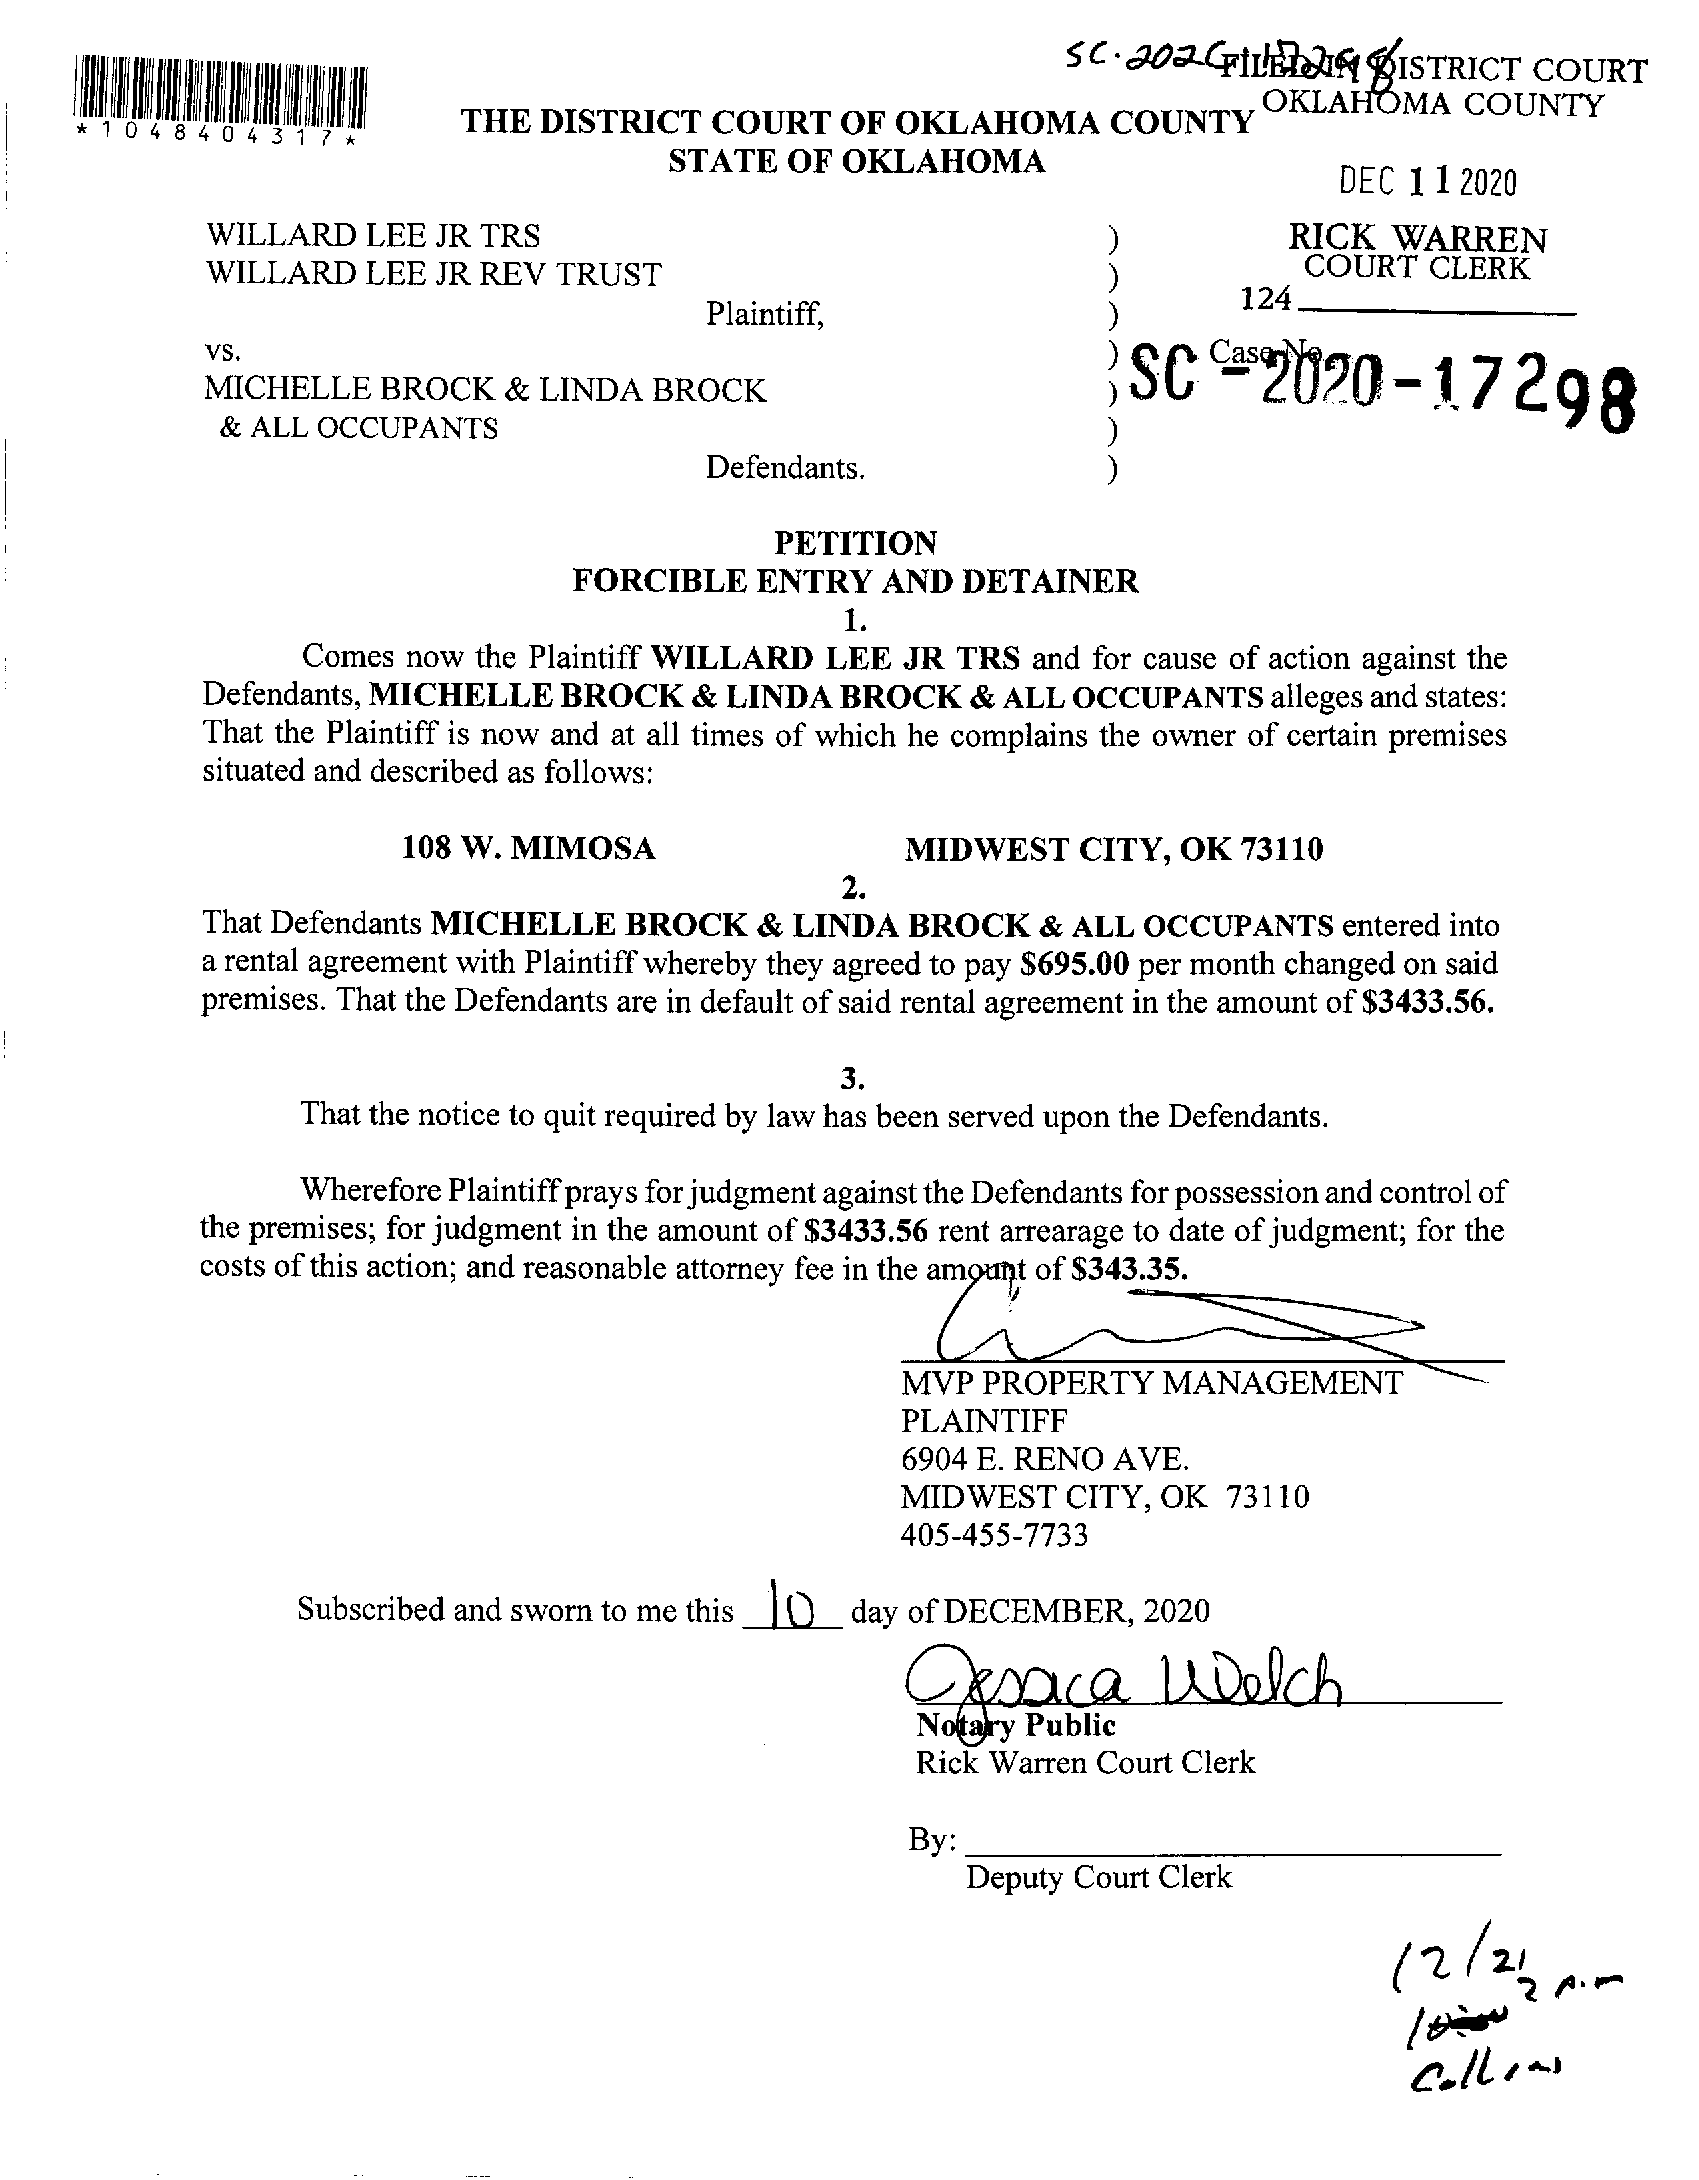 SC-2020-17298
FILED IN DISTRICT COURT
OKLAHOMA COUNTY
*1048404317*
THE DISTRICT COURT OF OKLAHOMA COUNTY
STATE OF OKLAHOMA
DEC 11 2020
WILLARD LEE JR TRS )
RICK WARREN
WILLARD LEE JR REV TRUST )
COURT CLERK
Plaintiff, )
124
vs. )
Case No.
SC-2020-17298
MICHELLE BROCK & LINDA BROCK )
& ALL OCCUPANTS )
Defendants. )
PETITION
FORCIBLE ENTRY AND DETAINER
1.
Comes now the Plaintiff WILLARD LEE JR TRS and for cause of action against the
Defendants, MICHELLE BROCK & LINDA BROCK & ALL OCCUPANTS alleges and states:
That the Plaintiff is now and at all times of which he complains the owner of certain premises
situated and described as follows:
108 W. MIMOSA MIDWEST CITY, OK 73110
2.
That Defendants MICHELLE BROCK & LINDA BROCK & ALL OCCUPANTS entered into
a rental agreement with Plaintiff whereby they agreed to pay $695.00 per month changed on said
premises. That the Defendants are in default of said rental agreement in the amount of $3433.56.
3.
That the notice to quit required by law has been served upon the Defendants.
Wherefore Plaintiff prays for judgment against the Defendants for possession and control of
the premises; for judgment in the amount of $3433.56 rent arrearage to date of judgment; for the
costs of this action; and reasonable attorney fee in the amount of $343.35.
MVP PROPERTY MANAGEMENT
PLAINTIFF
6904 E. RENO AVE.
MIDWEST CITY, OK 73110
405-455-7733
Subscribed and sworn to me this 10 day of DECEMBER, 2020
Jessica Welch
Notary Public
Rick Warren Court Clerk
By:
Deputy Court Clerk
12/21
2 p.m
Collins